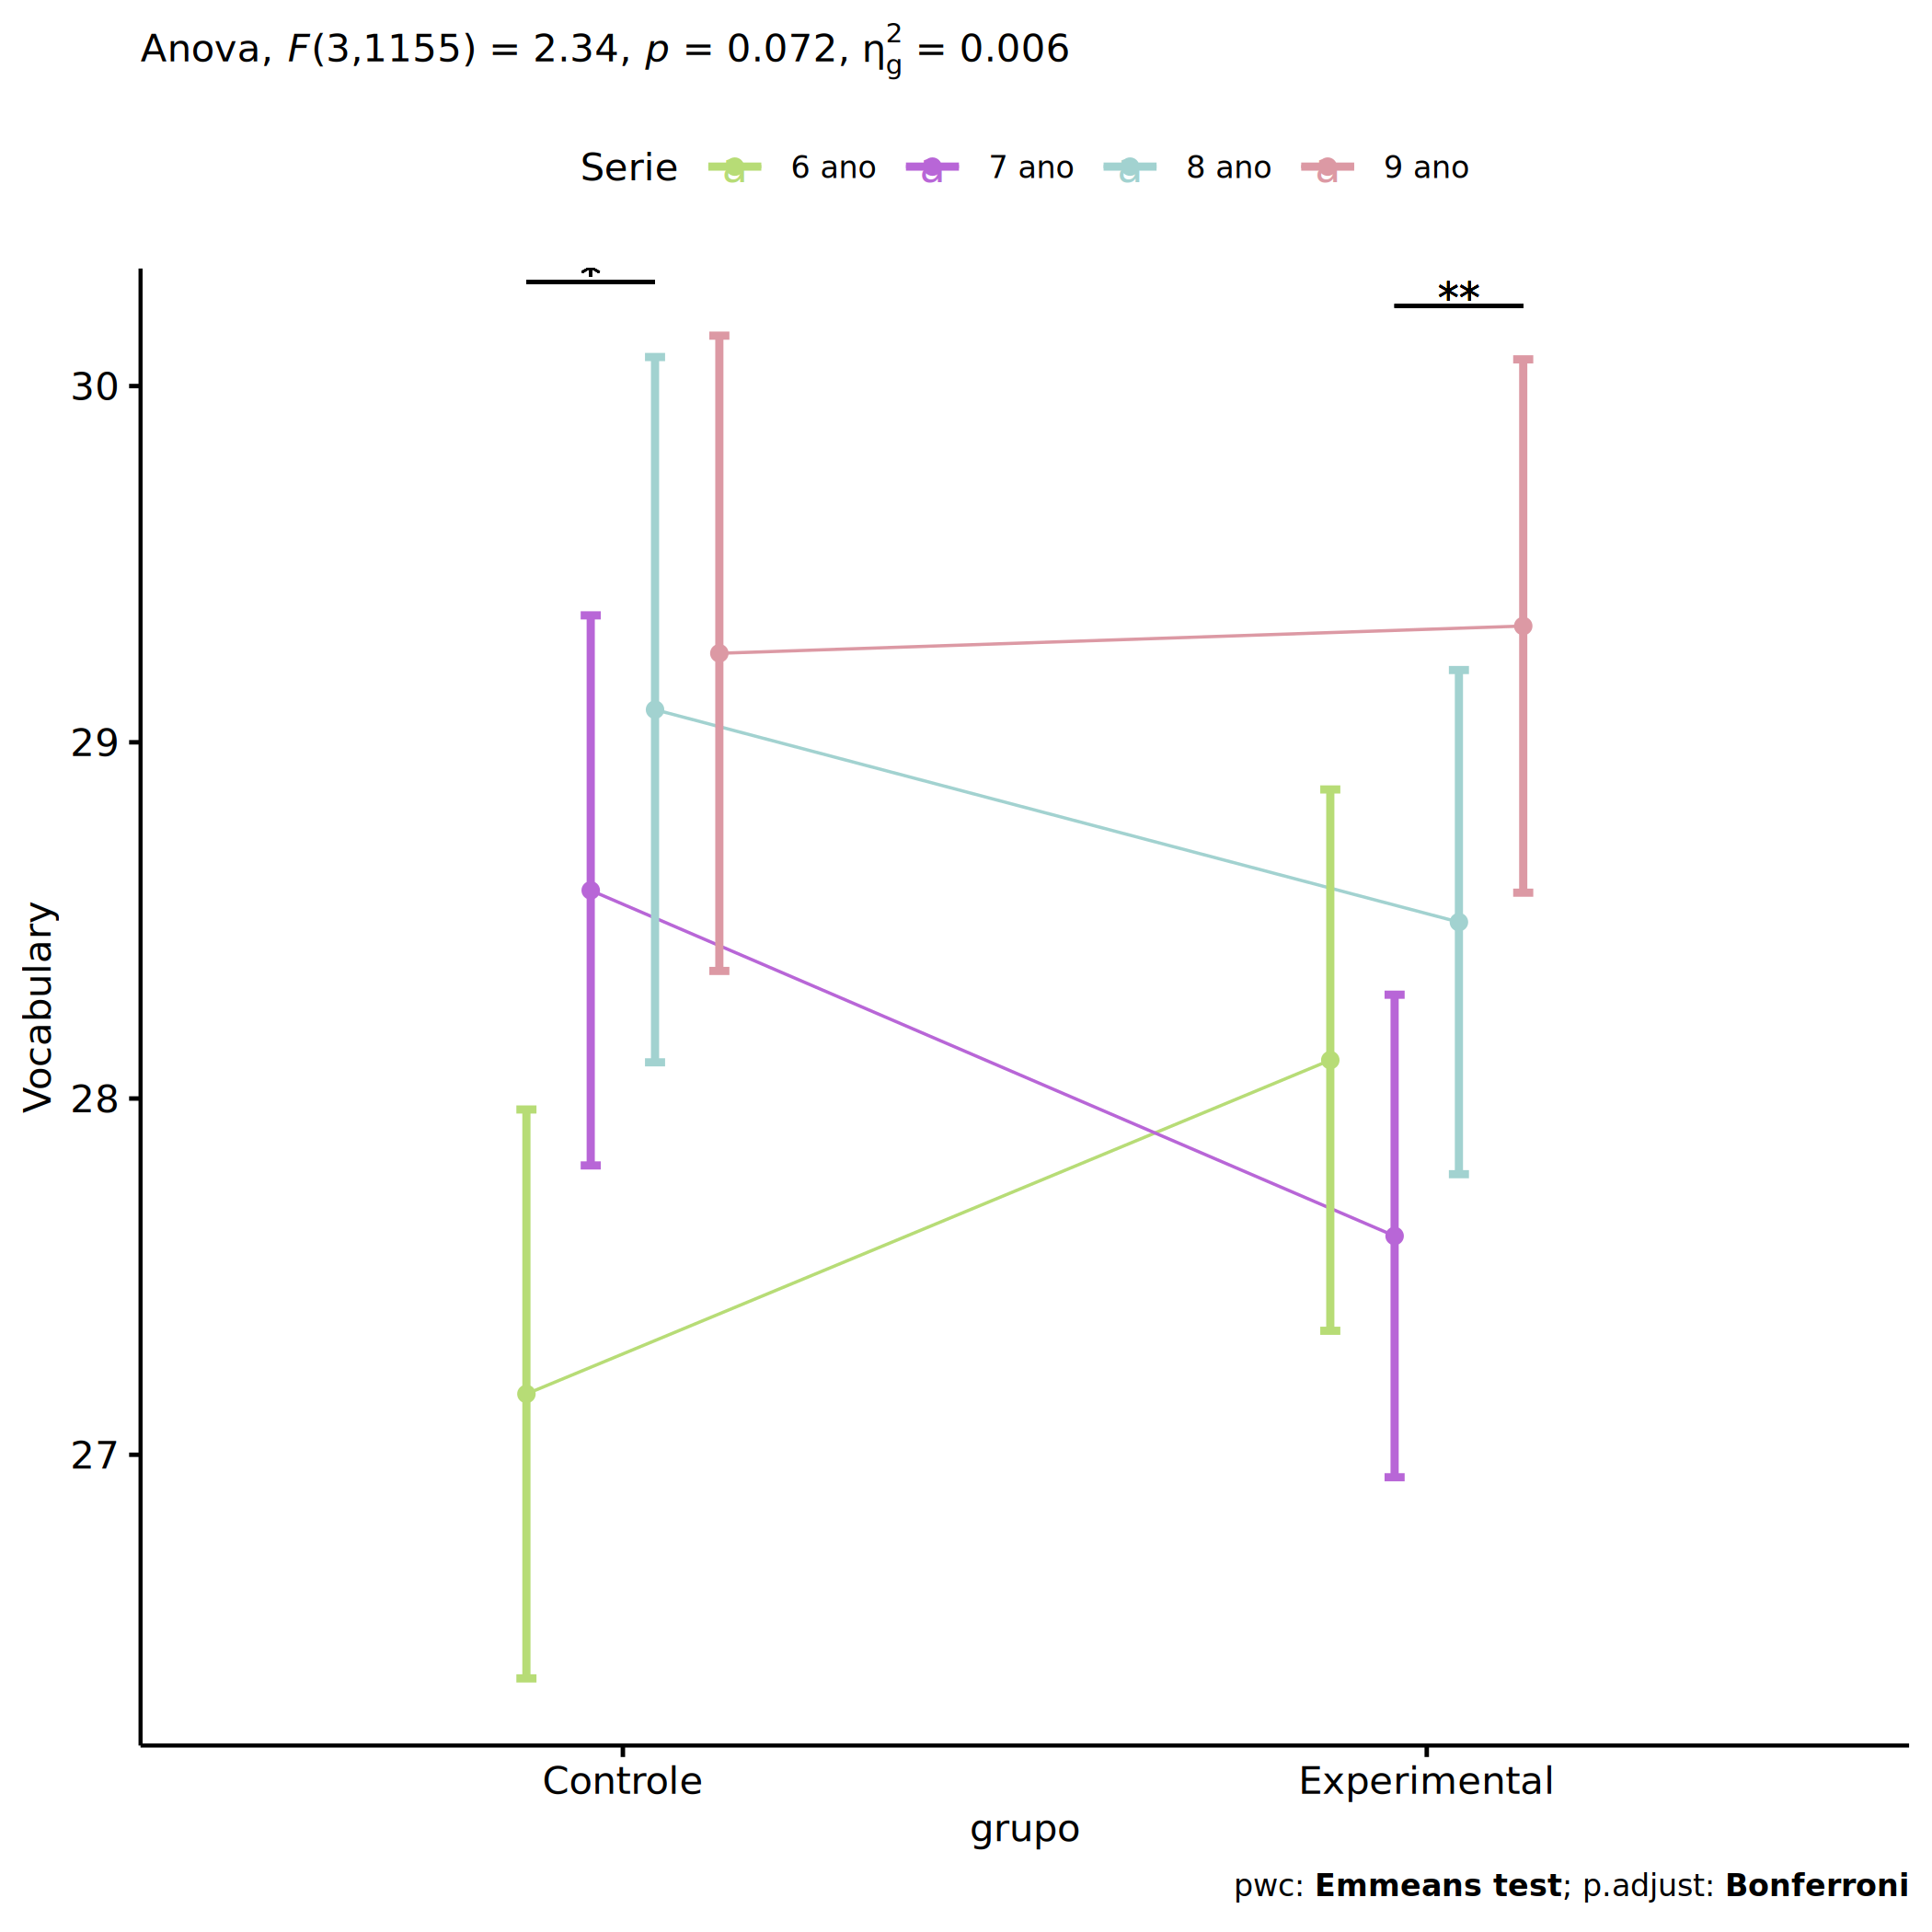 Anova, F(3,1155) = 2.34, p = 0.072, η²g = 0.006
Serie 6 ano 7 ano 8 ano 9 ano
*
**
30
29
28
27
Vocabulary
Controle Experimental
grupo
pwc: Emmeans test; p.adjust: Bonferroni